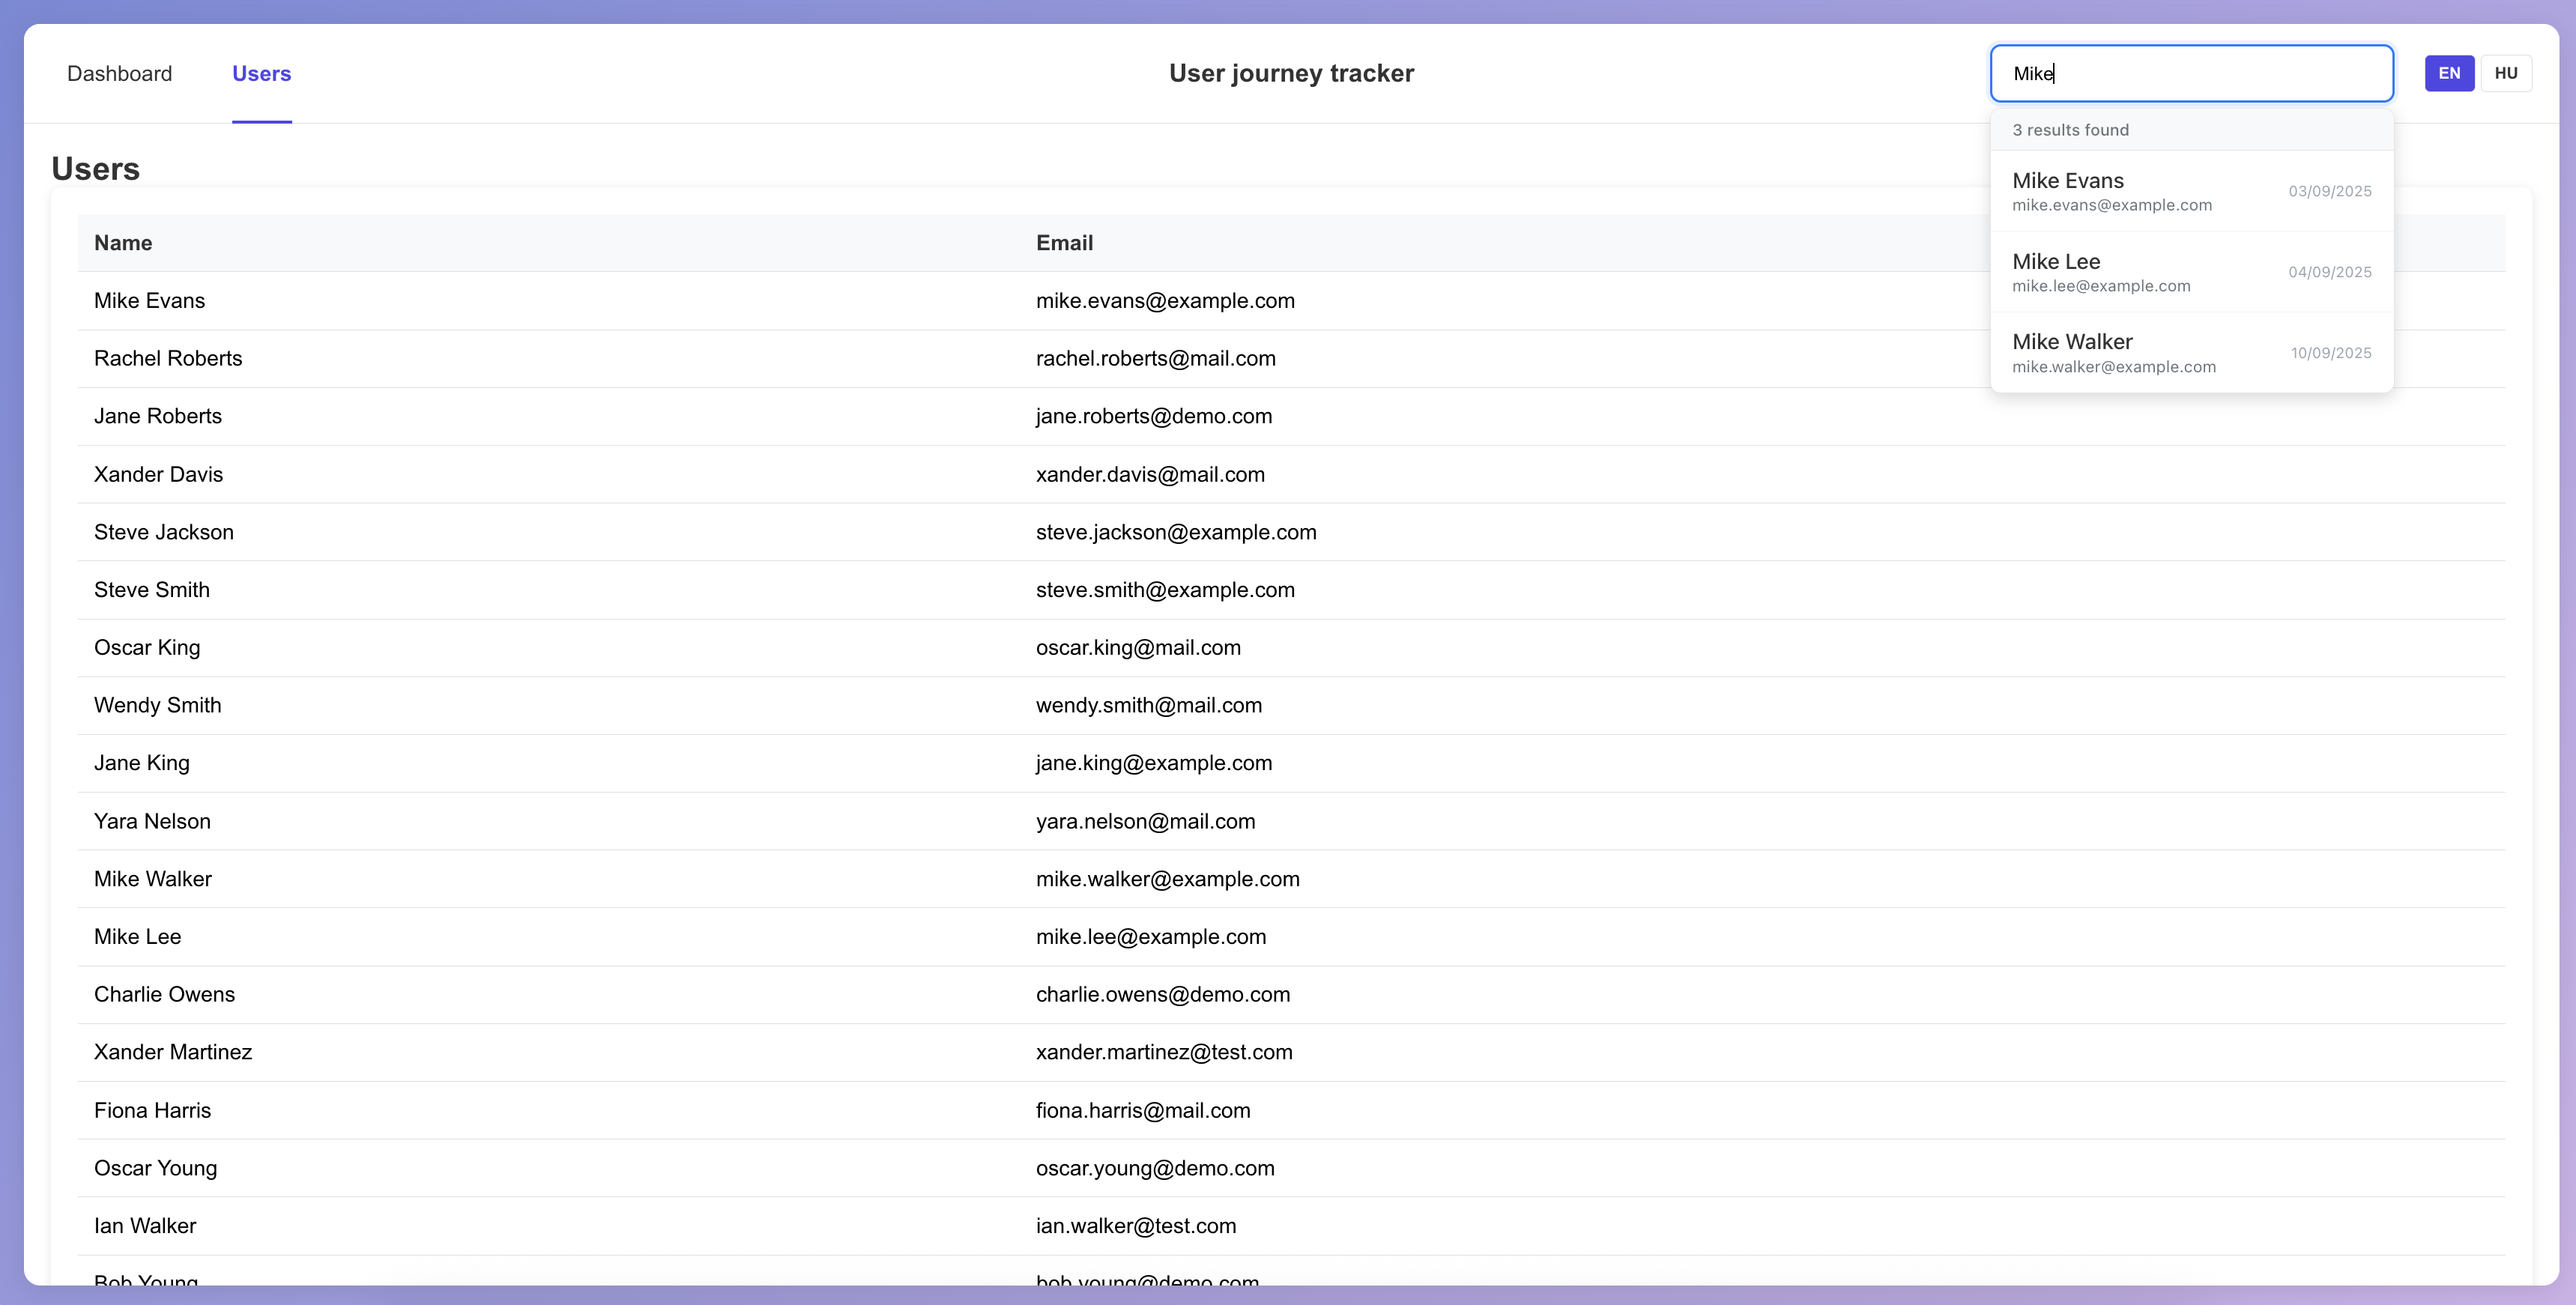 Dashboard Users User journey tracker Mike EN HU
3 results found
Mike Evans
mike.evans@example.com
03/09/2025
Mike Lee
mike.lee@example.com
04/09/2025
Mike Walker
mike.walker@example.com
10/09/2025
Users
Name Email
Mike Evans mike.evans@example.com
Rachel Roberts rachel.roberts@mail.com
Jane Roberts jane.roberts@demo.com
Xander Davis xander.davis@mail.com
Steve Jackson steve.jackson@example.com
Steve Smith steve.smith@example.com
Oscar King oscar.king@mail.com
Wendy Smith wendy.smith@mail.com
Jane King jane.king@example.com
Yara Nelson yara.nelson@mail.com
Mike Walker mike.walker@example.com
Mike Lee mike.lee@example.com
Charlie Owens charlie.owens@demo.com
Xander Martinez xander.martinez@test.com
Fiona Harris fiona.harris@mail.com
Oscar Young oscar.young@demo.com
Ian Walker ian.walker@test.com
Bob Young bob.young@demo.com